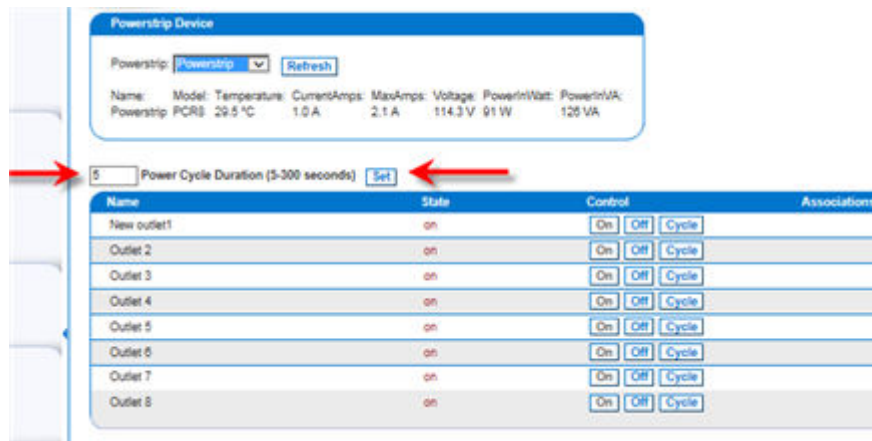 Powerstrip Device
Powerstrip: Powerstrip Refresh
Name: Model: Temperature: CurrentAmps: MaxAmps: Voltage: PowerInWatt: PowerInVA:
Powerstrip PCR8 29.5 °C 1.0 A 2.1 A 114.3 V 91 W 126 VA
5 Power Cycle Duration (5-300 seconds) Set
Name State Control Associations
New outlet1 on On Off Cycle
Outlet 2 on On Off Cycle
Outlet 3 on On Off Cycle
Outlet 4 on On Off Cycle
Outlet 5 on On Off Cycle
Outlet 6 on On Off Cycle
Outlet 7 on On Off Cycle
Outlet 8 on On Off Cycle